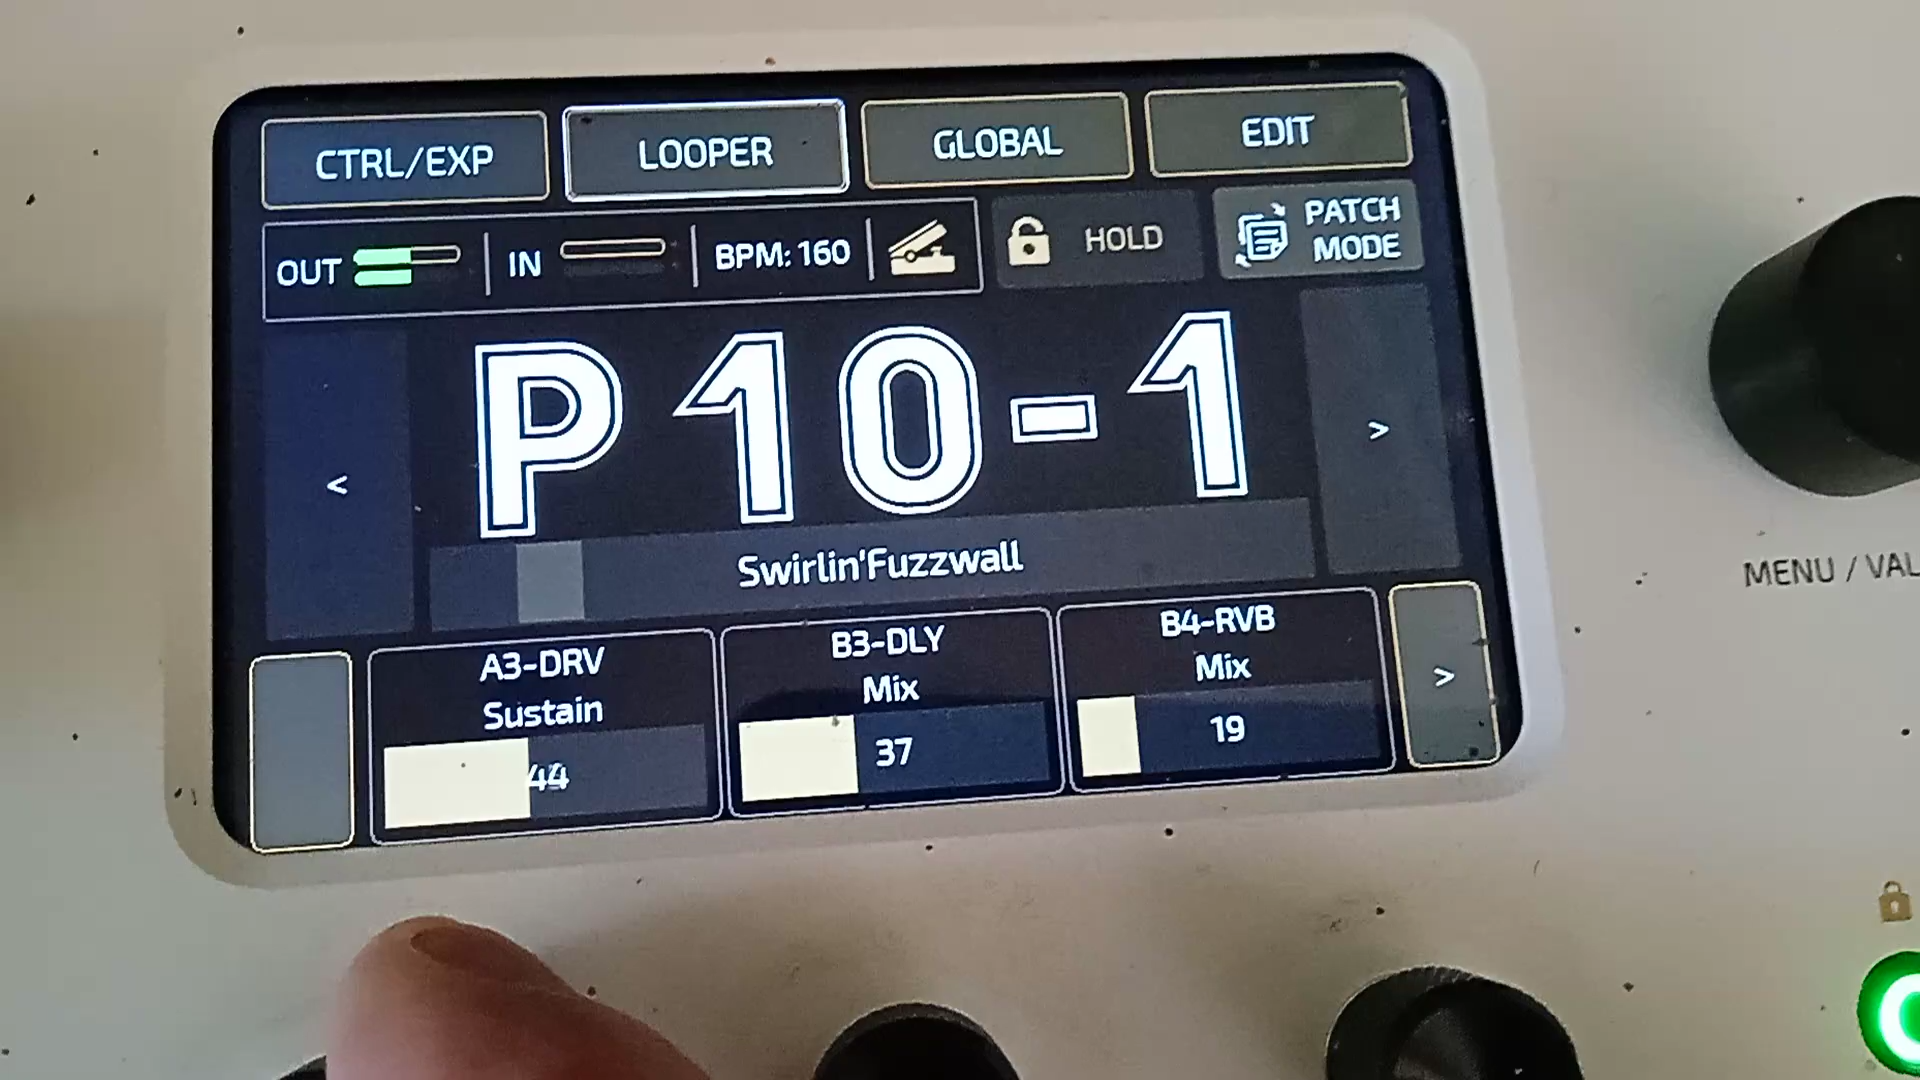 CTRL/EXP
LOOPER
GLOBAL
EDIT
OUT
IN
BPM: 160
HOLD
PATCH
MODE
<
P10-1
>
Swirlin'Fuzzwall
A3-DRV
Sustain
44
B3-DLY
Mix
37
B4-RVB
Mix
19
>
MENU / VAL